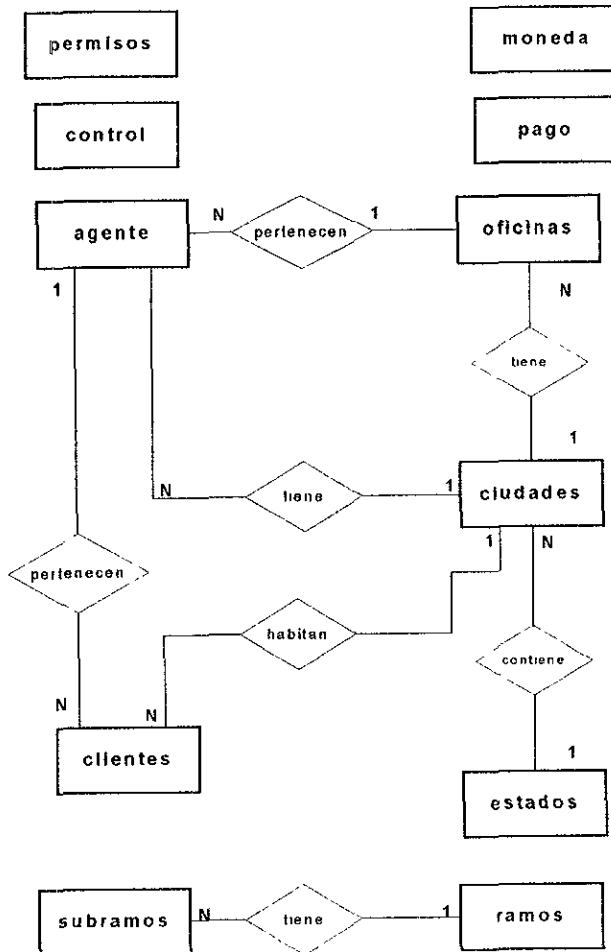 permisos
moneda
control
pago
agente
N
pertenecen
1
oficinas
1
N
tiene
1
N
tiene
1
ciudades
1
N
pertenecen
habitan
contiene
N
N
1
clientes
estados
subramos
N
tiene
1
ramos